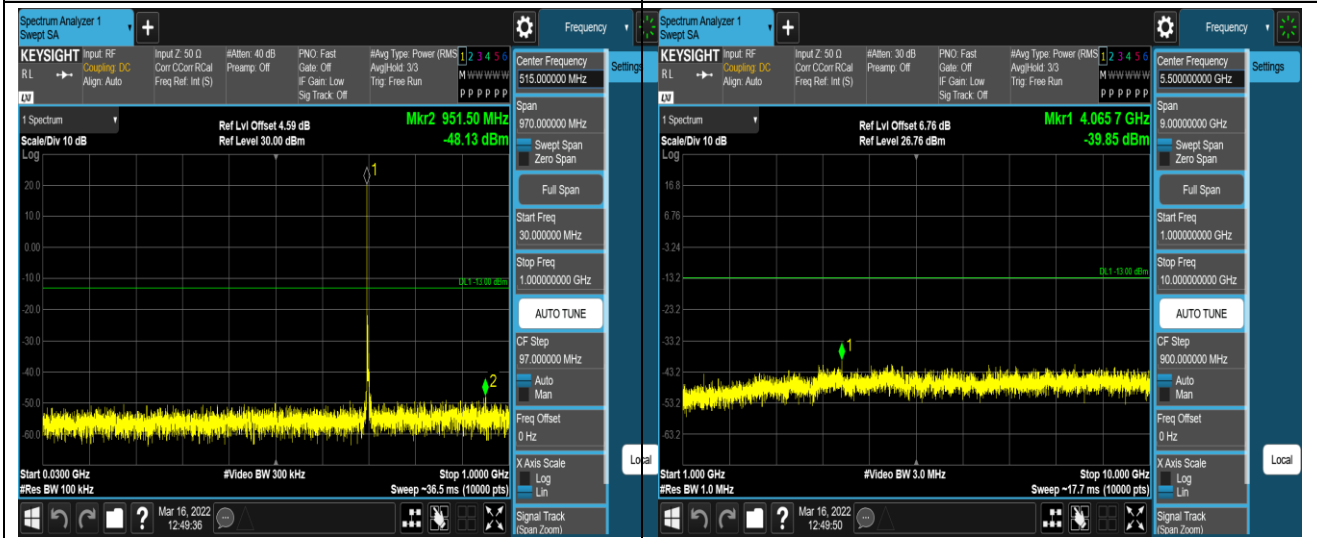 Spectrum Analyzer 1
Swept SA
+
Frequency
KEYSIGHT
RL
LXI
Input: RF
Coupling: DC
Align: Auto
Input Z: 50 Ω
Corr CCorr RCal
Freq Ref: Int (S)
#Atten: 40 dB
Preamp: Off
PNO: Fast
Gate: Off
IF Gain: Low
Sig Track: Off
#Avg Type: Power (RMS
Avg|Hold: 3/3
Trig: Free Run
1 2 3 4 5 6
M W W W W W
P P P P P P
Center Frequency
515.000000 MHz
Settings
1 Spectrum
Scale/Div 10 dB
Log
Ref Lvl Offset 4.59 dB
Ref Level 30.00 dBm
Mkr2 951.50 MHz
-48.13 dBm
20.0
10.0
0.00
-10.0
-20.0
-30.0
-40.0
-50.0
-60.0
1
2
DL1 -13.00 dBm
Span
970.000000 MHz
Swept Span
Zero Span
Full Span
Start Freq
30.000000 MHz
Stop Freq
1.000000000 GHz
AUTO TUNE
CF Step
97.000000 MHz
Auto
Man
Freq Offset
0 Hz
X Axis Scale
Log
Lin
Signal Track
(Span Zoom)
Local
Start 0.0300 GHz
#Res BW 100 kHz
#Video BW 300 kHz
Stop 1.0000 GHz
Sweep ~36.5 ms (10000 pts)
?
Mar 16, 2022
12:49:36
Spectrum Analyzer 1
Swept SA
+
Frequency
KEYSIGHT
RL
LXI
Input: RF
Coupling: DC
Align: Auto
Input Z: 50 Ω
Corr CCorr RCal
Freq Ref: Int (S)
#Atten: 30 dB
Preamp: Off
PNO: Fast
Gate: Off
IF Gain: Low
Sig Track: Off
#Avg Type: Power (RMS
Avg|Hold: 3/3
Trig: Free Run
1 2 3 4 5 6
M W W W W W
P P P P P P
Center Frequency
5.500000000 GHz
Settings
1 Spectrum
Scale/Div 10 dB
Log
Ref Lvl Offset 6.76 dB
Ref Level 26.76 dBm
Mkr1 4.065 7 GHz
-39.85 dBm
16.8
6.76
-3.24
-13.2
-23.2
-33.2
-43.2
-53.2
-63.2
1
DL1 -13.00 dBm
Span
9.00000000 GHz
Swept Span
Zero Span
Full Span
Start Freq
1.000000000 GHz
Stop Freq
10.000000000 GHz
AUTO TUNE
CF Step
900.000000 MHz
Auto
Man
Freq Offset
0 Hz
X Axis Scale
Log
Lin
Signal Track
(Span Zoom)
Local
Start 1.000 GHz
#Res BW 1.0 MHz
#Video BW 3.0 MHz
Stop 10.000 GHz
Sweep ~17.7 ms (10000 pts)
?
Mar 16, 2022
12:49:50